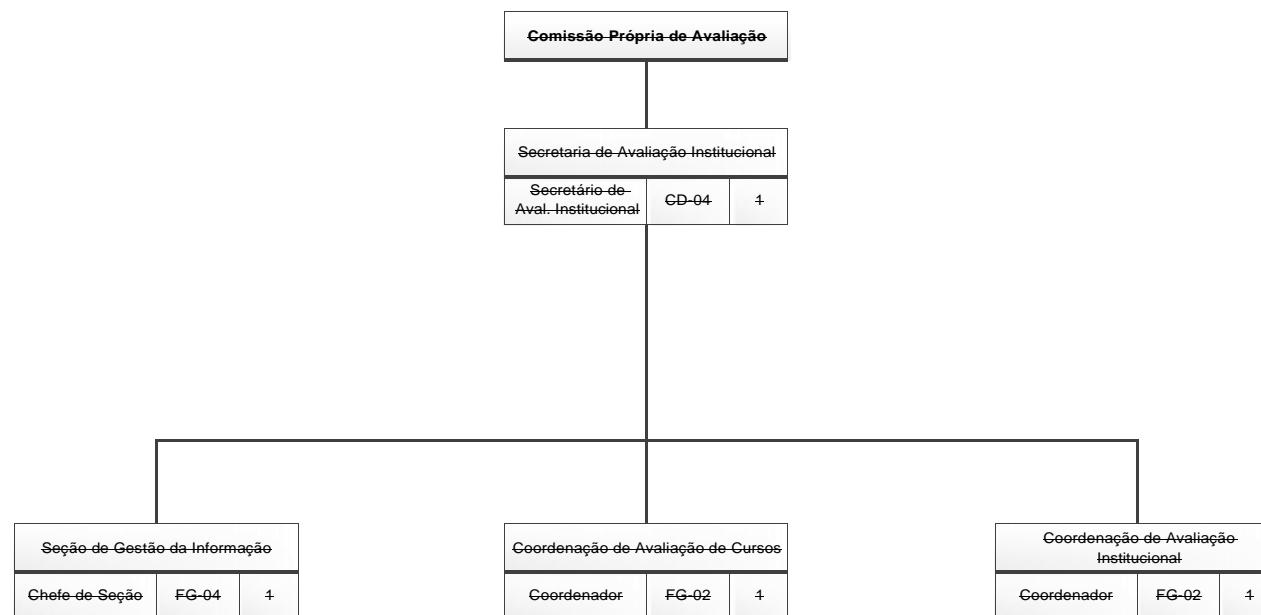 Comissão Própria de Avaliação
Secretaria de Avaliação Institucional
Secretário de
Aval. Institucional
CD-04
1
Seção de Gestão da Informação
Chefe de Seção
FG-04
1
Coordenação de Avaliação de Cursos
Coordenador
FG-02
1
Coordenação de Avaliação
Institucional
Coordenador
FG-02
1